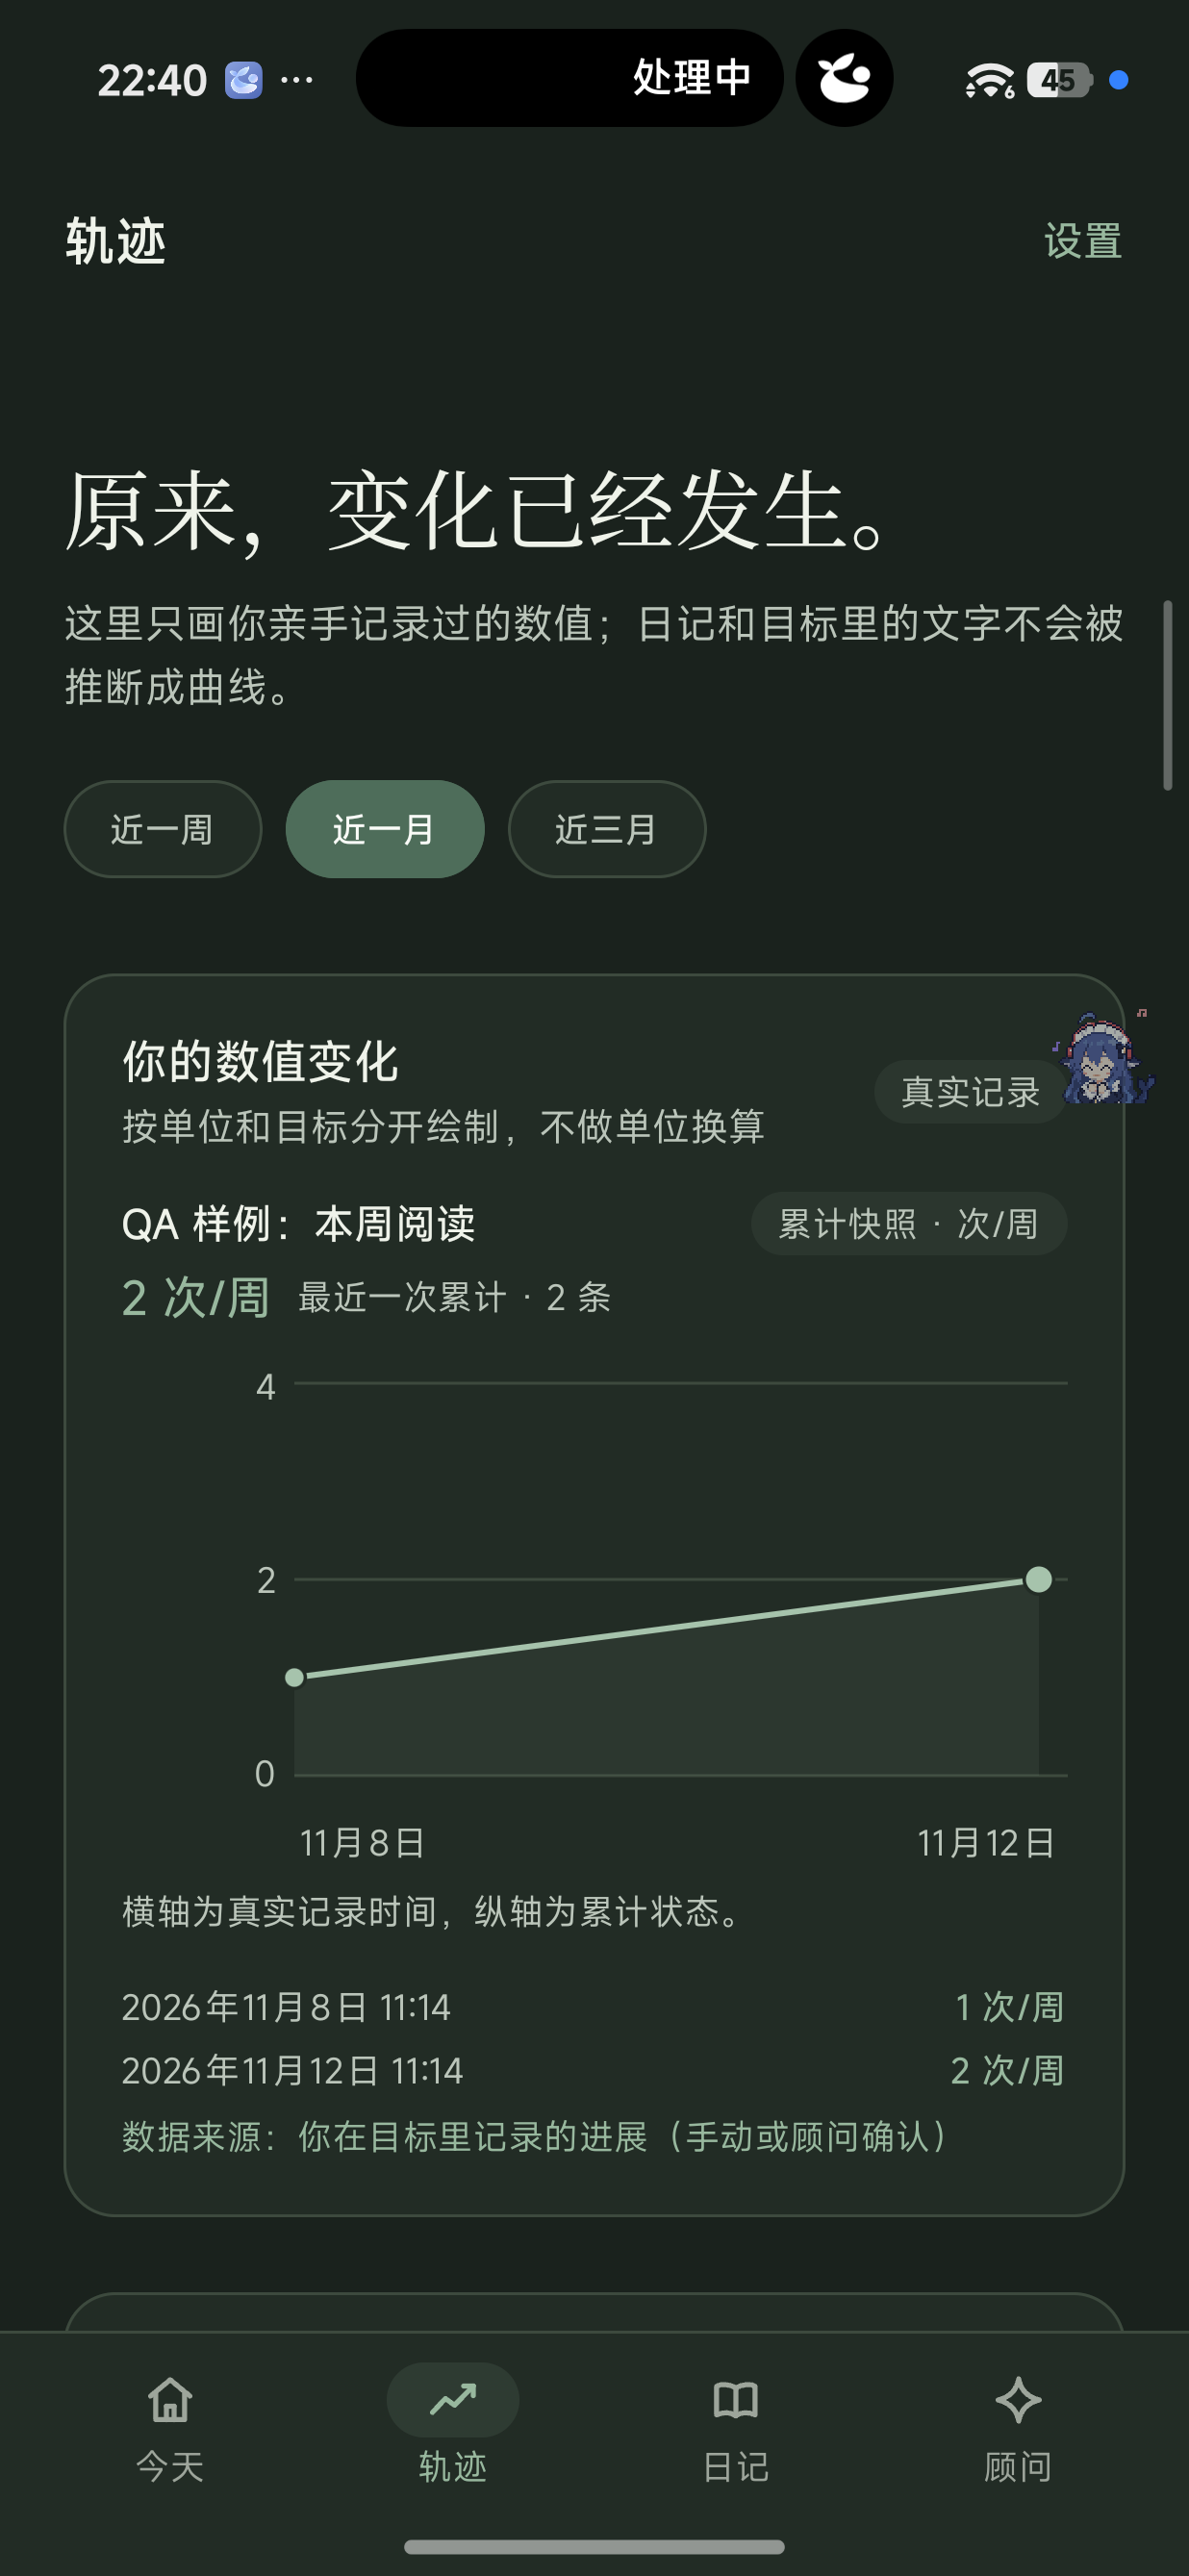 22:40
处理中
6
45
轨迹
设置
原来，变化已经发生。
这里只画你亲手记录过的数值；日记和目标里的文字不会被
推断成曲线。
近一周
近一月
近三月
你的数值变化
真实记录
按单位和目标分开绘制，不做单位换算
QA 样例：本周阅读
累计快照 · 次/周
2 次/周 最近一次累计 · 2 条
4
2
0
11月8日
11月12日
横轴为真实记录时间，纵轴为累计状态。
2026年11月8日 11:14
1 次/周
2026年11月12日 11:14
2 次/周
数据来源：你在目标里记录的进展（手动或顾问确认）
今天
轨迹
日记
顾问